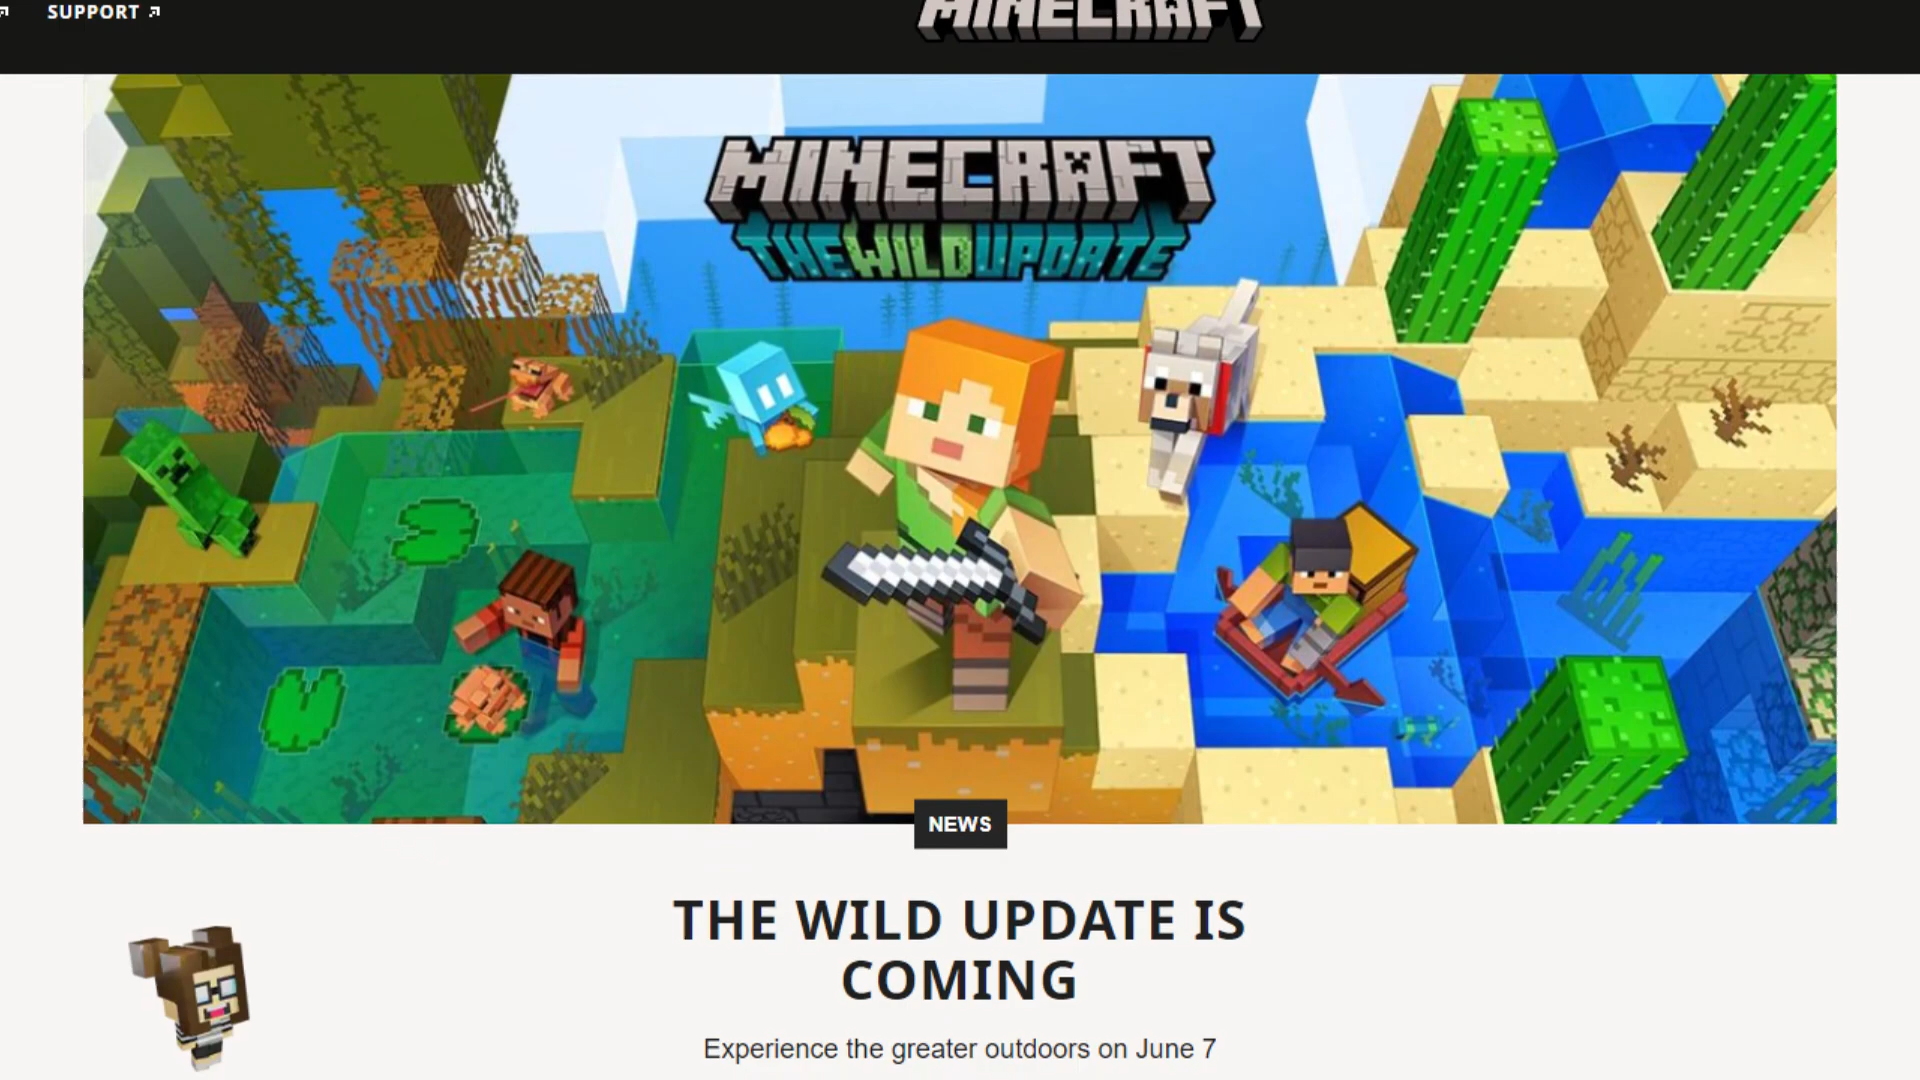 SUPPORT
MINECRAFT
MINECRAFT
THE WILD UPDATE
NEWS
THE WILD UPDATE IS
COMING
Experience the greater outdoors on June 7